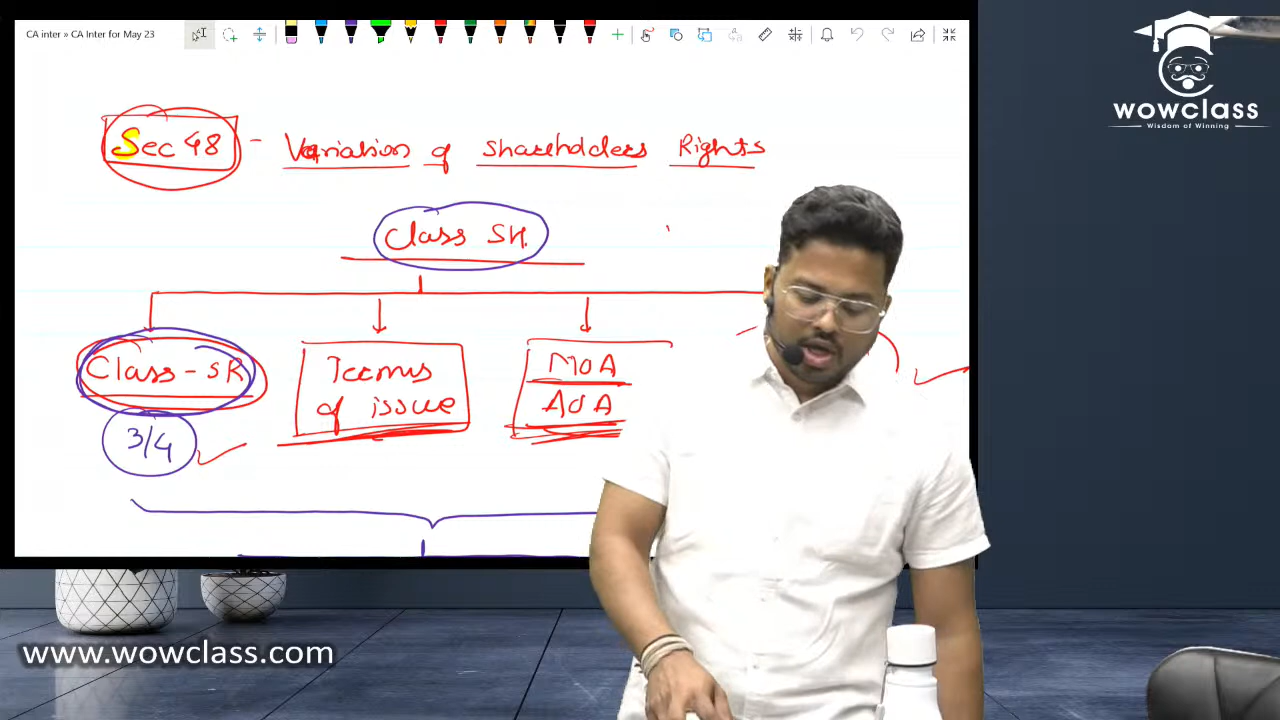 CA inter » CA Inter for May 23
wowclass
Wisdom of Winning
Sec 48 - Variation of Shareholders Rights
Class SH
Class - SH
Terms of issue
MOA
AOA
3/4
www.wowclass.com